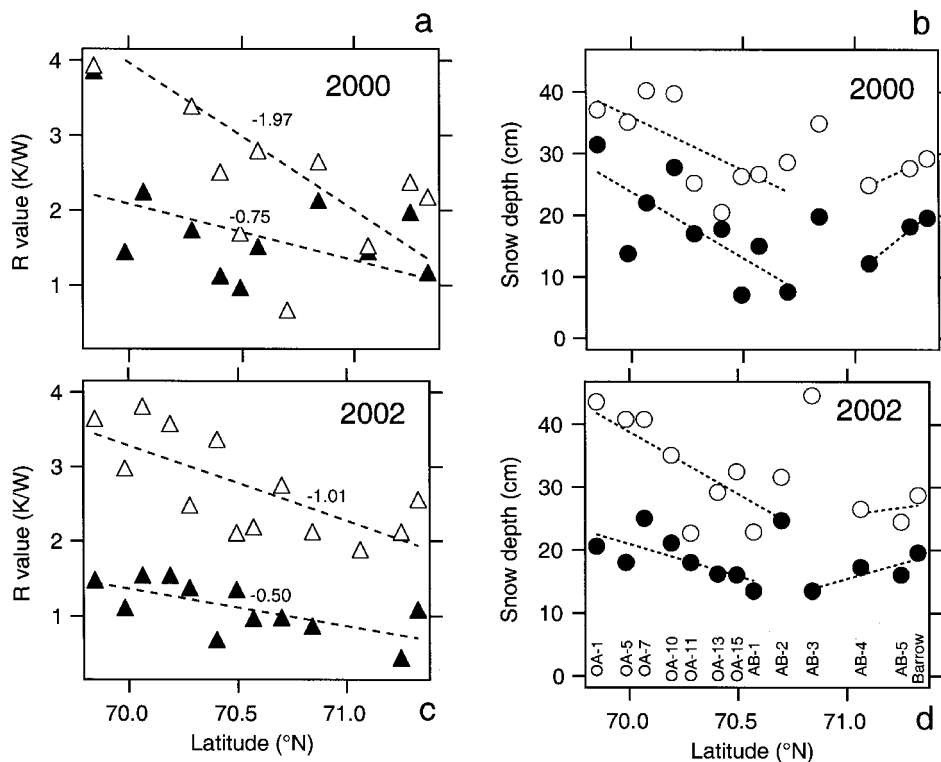 a
2000
4
3
2
1
R value (K/W)
-1.97
-0.75
b
2000
40
30
20
10
0
Snow depth (cm)
2002
4
3
2
1
R value (K/W)
-1.01
-0.50
70.0 70.5 71.0
Latitude (°N)
c
2002
40
30
20
10
0
Snow depth (cm)
OA-1
OA-5
OA-7
OA-10
OA-11
OA-13
OA-15
AB-1
AB-2
AB-3
AB-4
AB-5
Barrow
70.0 70.5 71.0
Latitude (°N)
d